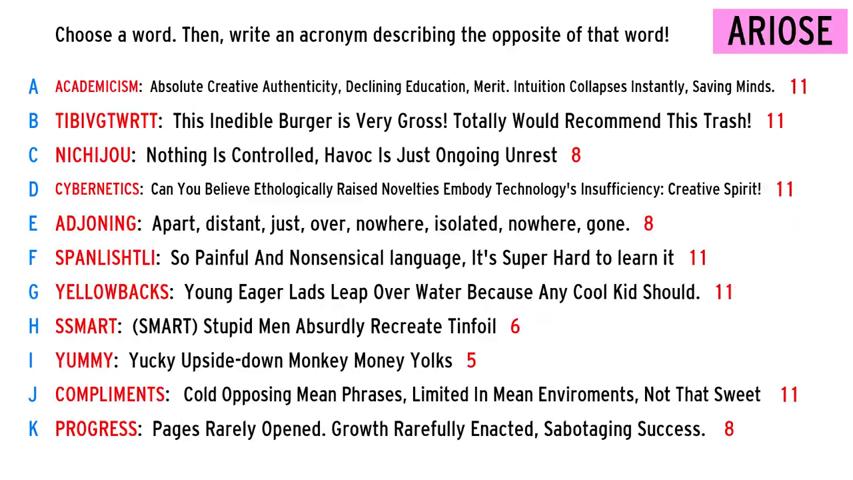 Choose a word. Then, write an acronym describing the opposite of that word!
ARIOSE
A ACADEMICISM: Absolute Creative Authenticity, Declining Education, Merit. Intuition Collapses Instantly, Saving Minds. 11
B TIBIVGTWRTT: This Inedible Burger is Very Gross! Totally Would Recommend This Trash! 11
C NICHIJOU: Nothing Is Controlled, Havoc Is Just Ongoing Unrest 8
D CYBERNETICS: Can You Believe Ethologically Raised Novelties Embody Technology's Insufficiency: Creative Spirit! 11
E ADJONING: Apart, distant, just, over, nowhere, isolated, nowhere, gone. 8
F SPANLISHTLI: So Painful And Nonsensical language, It's Super Hard to learn it 11
G YELLOWBACKS: Young Eager Lads Leap Over Water Because Any Cool Kid Should. 11
H SSMART: (SMART) Stupid Men Absurdly Recreate Tinfoil 6
I YUMMY: Yucky Upside-down Monkey Money Yolks 5
J COMPLIMENTS: Cold Opposing Mean Phrases, Limited In Mean Enviroments, Not That Sweet 11
K PROGRESS: Pages Rarely Opened. Growth Rarefully Enacted, Sabotaging Success. 8